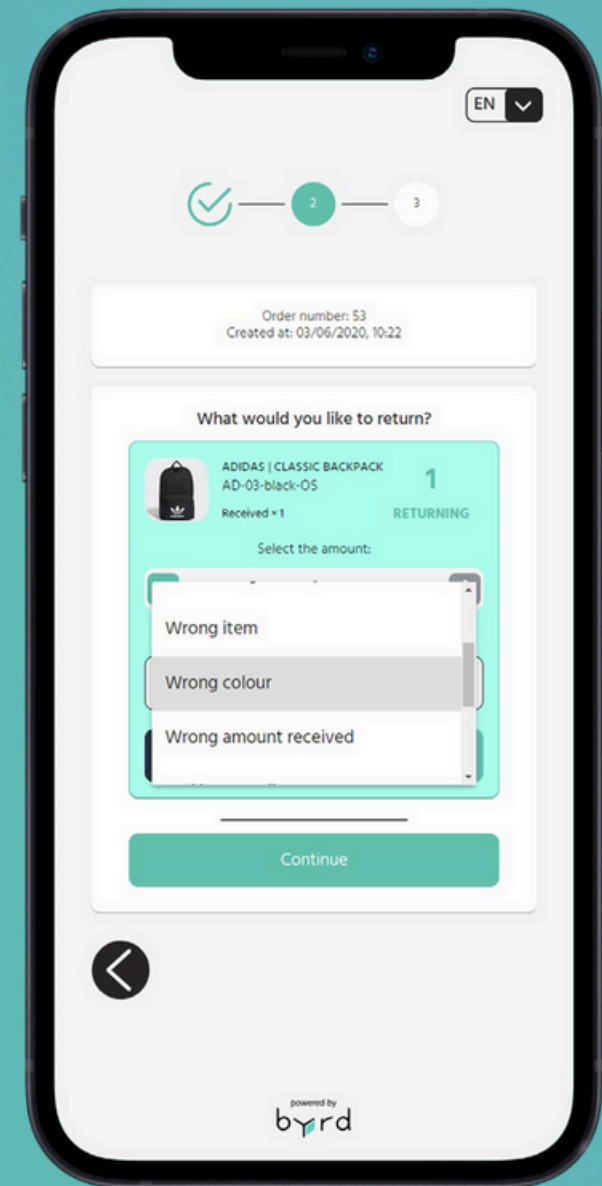 EN
2
3
Order number: 53
Created at: 03/06/2020, 10:22
What would you like to return?
ADIDAS | CLASSIC BACKPACK
AD-03-black-OS
1
Received × 1
RETURNING
Select the amount:
Wrong item
Wrong colour
Wrong amount received
Continue
powered by
byrd